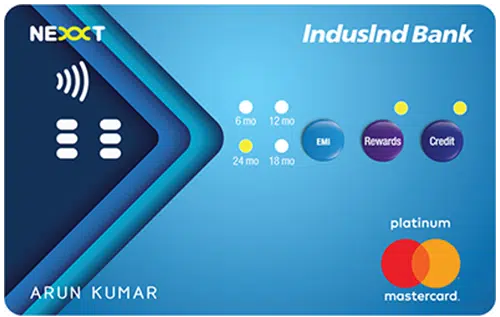 NEXXT
IndusInd Bank
6 mo 12 mo
24 mo 18 mo
EMI Rewards Credit
platinum
mastercard.
ARUN KUMAR